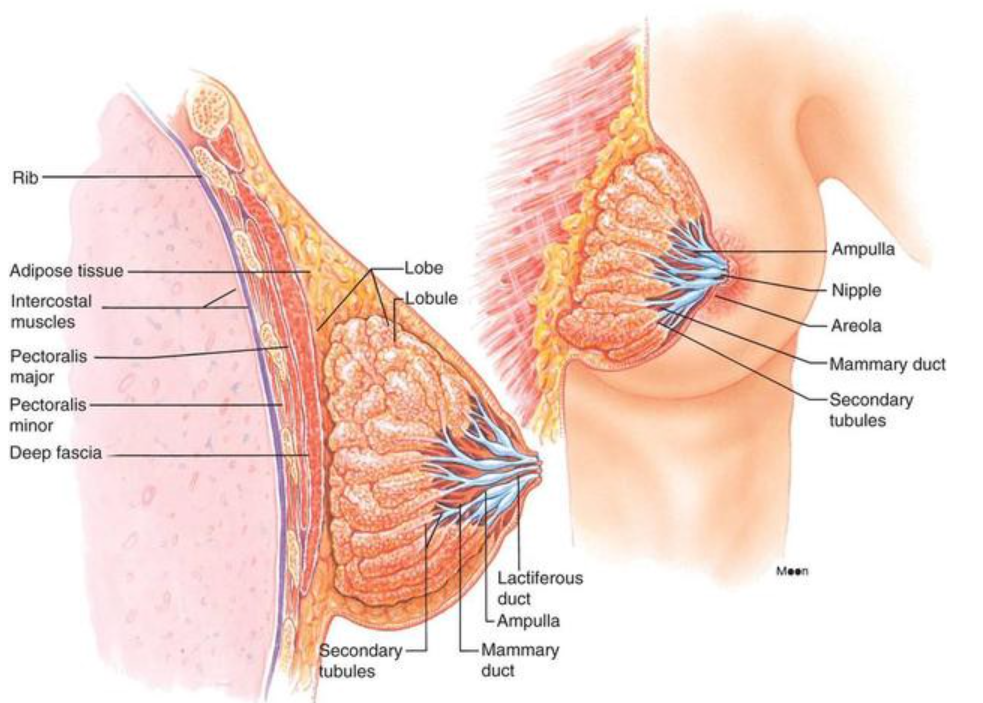 Rib
Adipose tissue
Intercostal
muscles
Pectoralis
major
Pectoralis
minor
Deep fascia
Lobe
Lobule
Lactiferous
duct
Ampulla
Secondary
tubules
Mammary
duct
Ampulla
Nipple
Areola
Mammary duct
Secondary
tubules
Moon